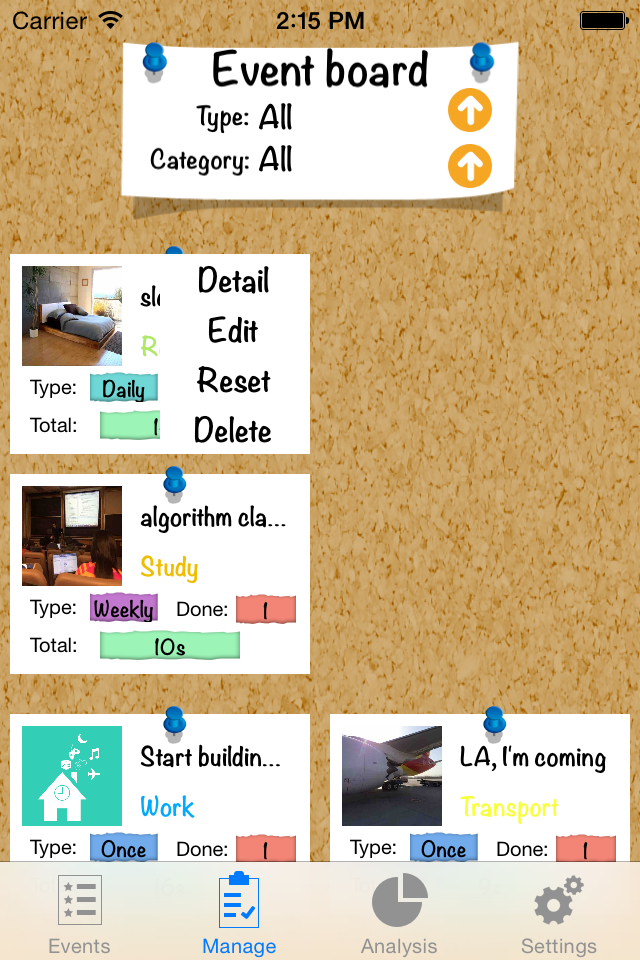 Carrier 2:15 PM
Event board
Type: All
Category: All
Detail
Edit
Reset
Delete
Type: Daily
Total:
algorithm cla...
Study
Type: Weekly Done: 1
Total: 10s
Start buildin...
Work
Type: Once Done: 1
LA, I'm coming
Transport
Type: Once Done: 1
Events Manage Analysis Settings